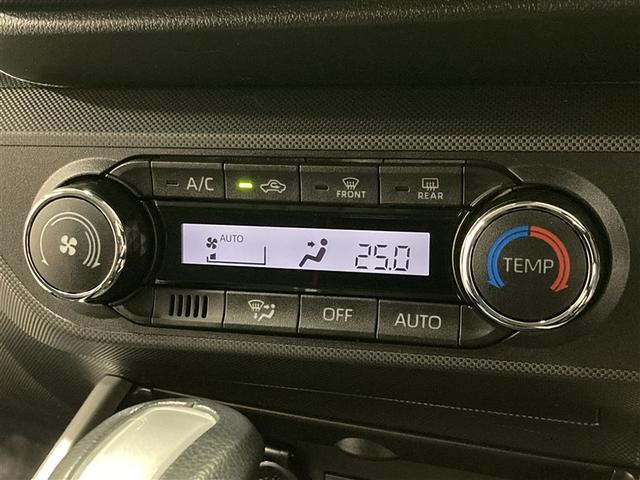 A/C
FRONT
REAR
AUTO
25.0
TEMP
OFF
AUTO